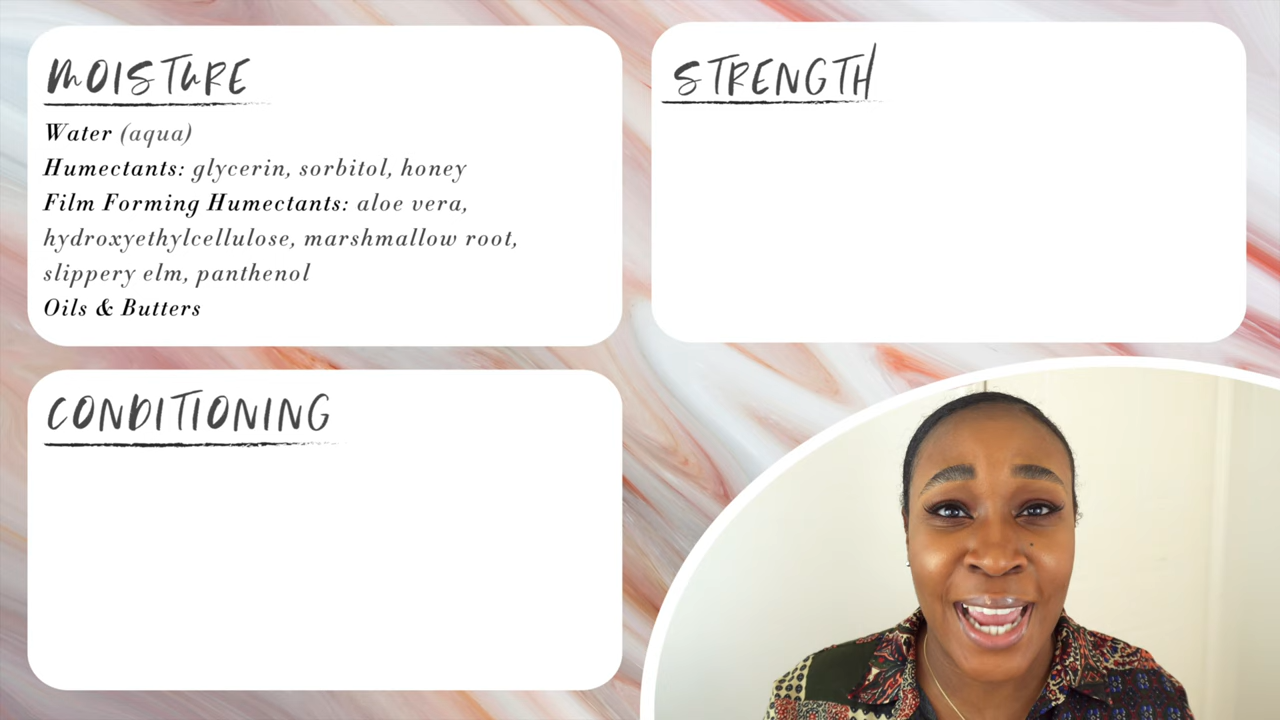 MOISTURE
Water (aqua)
Humectants: glycerin, sorbitol, honey
Film Forming Humectants: aloe vera,
hydroxyethylcellulose, marshmallow root,
slippery elm, panthenol
Oils & Butters
STRENGTH
CONDITIONING